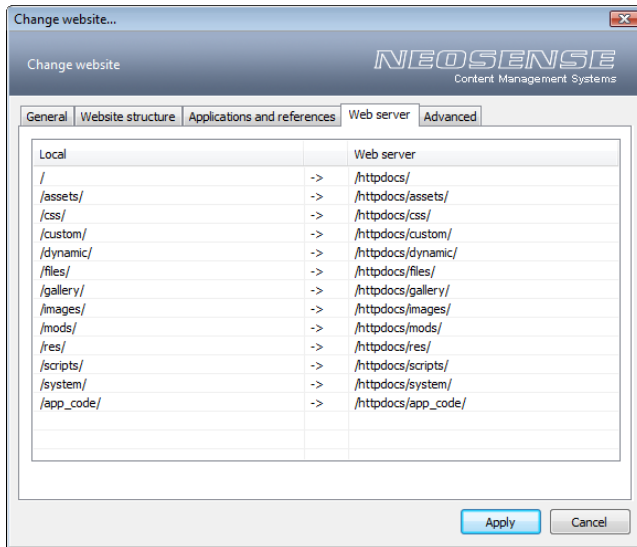 Change website...
Change website
NEOSENSE
Content Management Systems
General Website structure Applications and references Web server Advanced
Local Web server
/ -> /httpdocs/
/assets/ -> /httpdocs/assets/
/css/ -> /httpdocs/css/
/custom/ -> /httpdocs/custom/
/dynamic/ -> /httpdocs/dynamic/
/files/ -> /httpdocs/files/
/gallery/ -> /httpdocs/gallery/
/images/ -> /httpdocs/images/
/mods/ -> /httpdocs/mods/
/res/ -> /httpdocs/res/
/scripts/ -> /httpdocs/scripts/
/system/ -> /httpdocs/system/
/app_code/ -> /httpdocs/app_code/
Apply Cancel